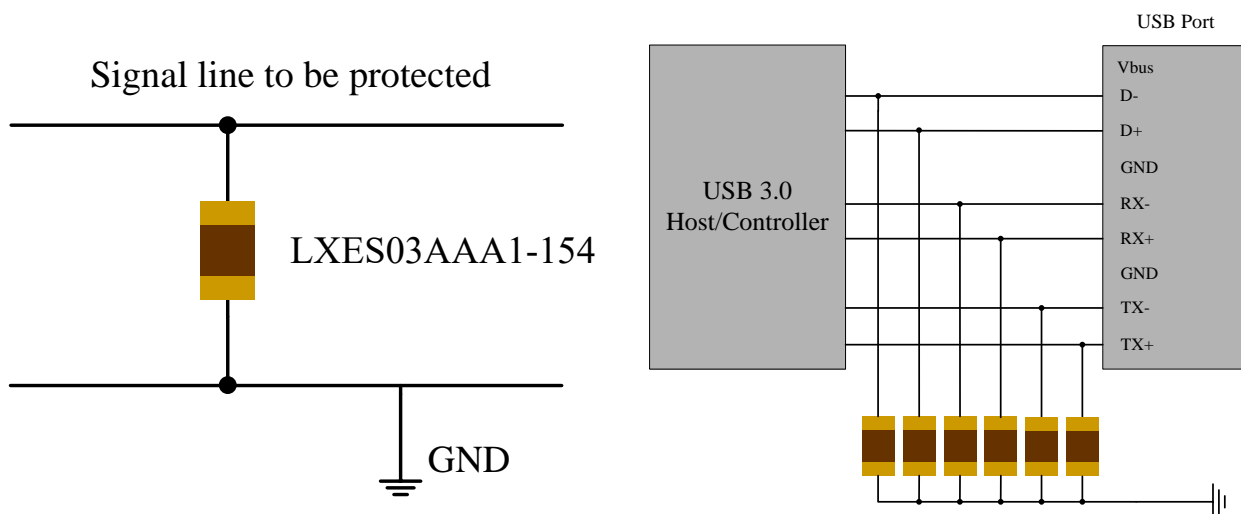 Signal line to be protected
LXES03AAA1-154
GND
USB Port
USB 3.0
Host/Controller
Vbus
D-
D+
GND
RX-
RX+
GND
TX-
TX+